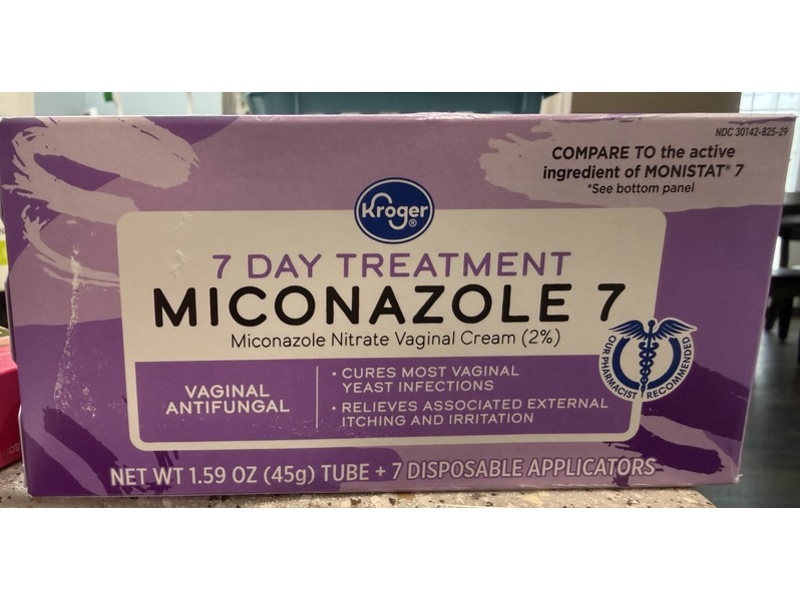 NDC 30142-825-29
COMPARE TO the active
ingredient of MONISTAT® 7
*See bottom panel
Kroger®
7 DAY TREATMENT
MICONAZOLE 7
Miconazole Nitrate Vaginal Cream (2%)
OUR PHARMACIST RECOMMENDED
VAGINAL
ANTIFUNGAL
• CURES MOST VAGINAL
YEAST INFECTIONS
• RELIEVES ASSOCIATED EXTERNAL
ITCHING AND IRRITATION
NET WT 1.59 OZ (45g) TUBE + 7 DISPOSABLE APPLICATORS